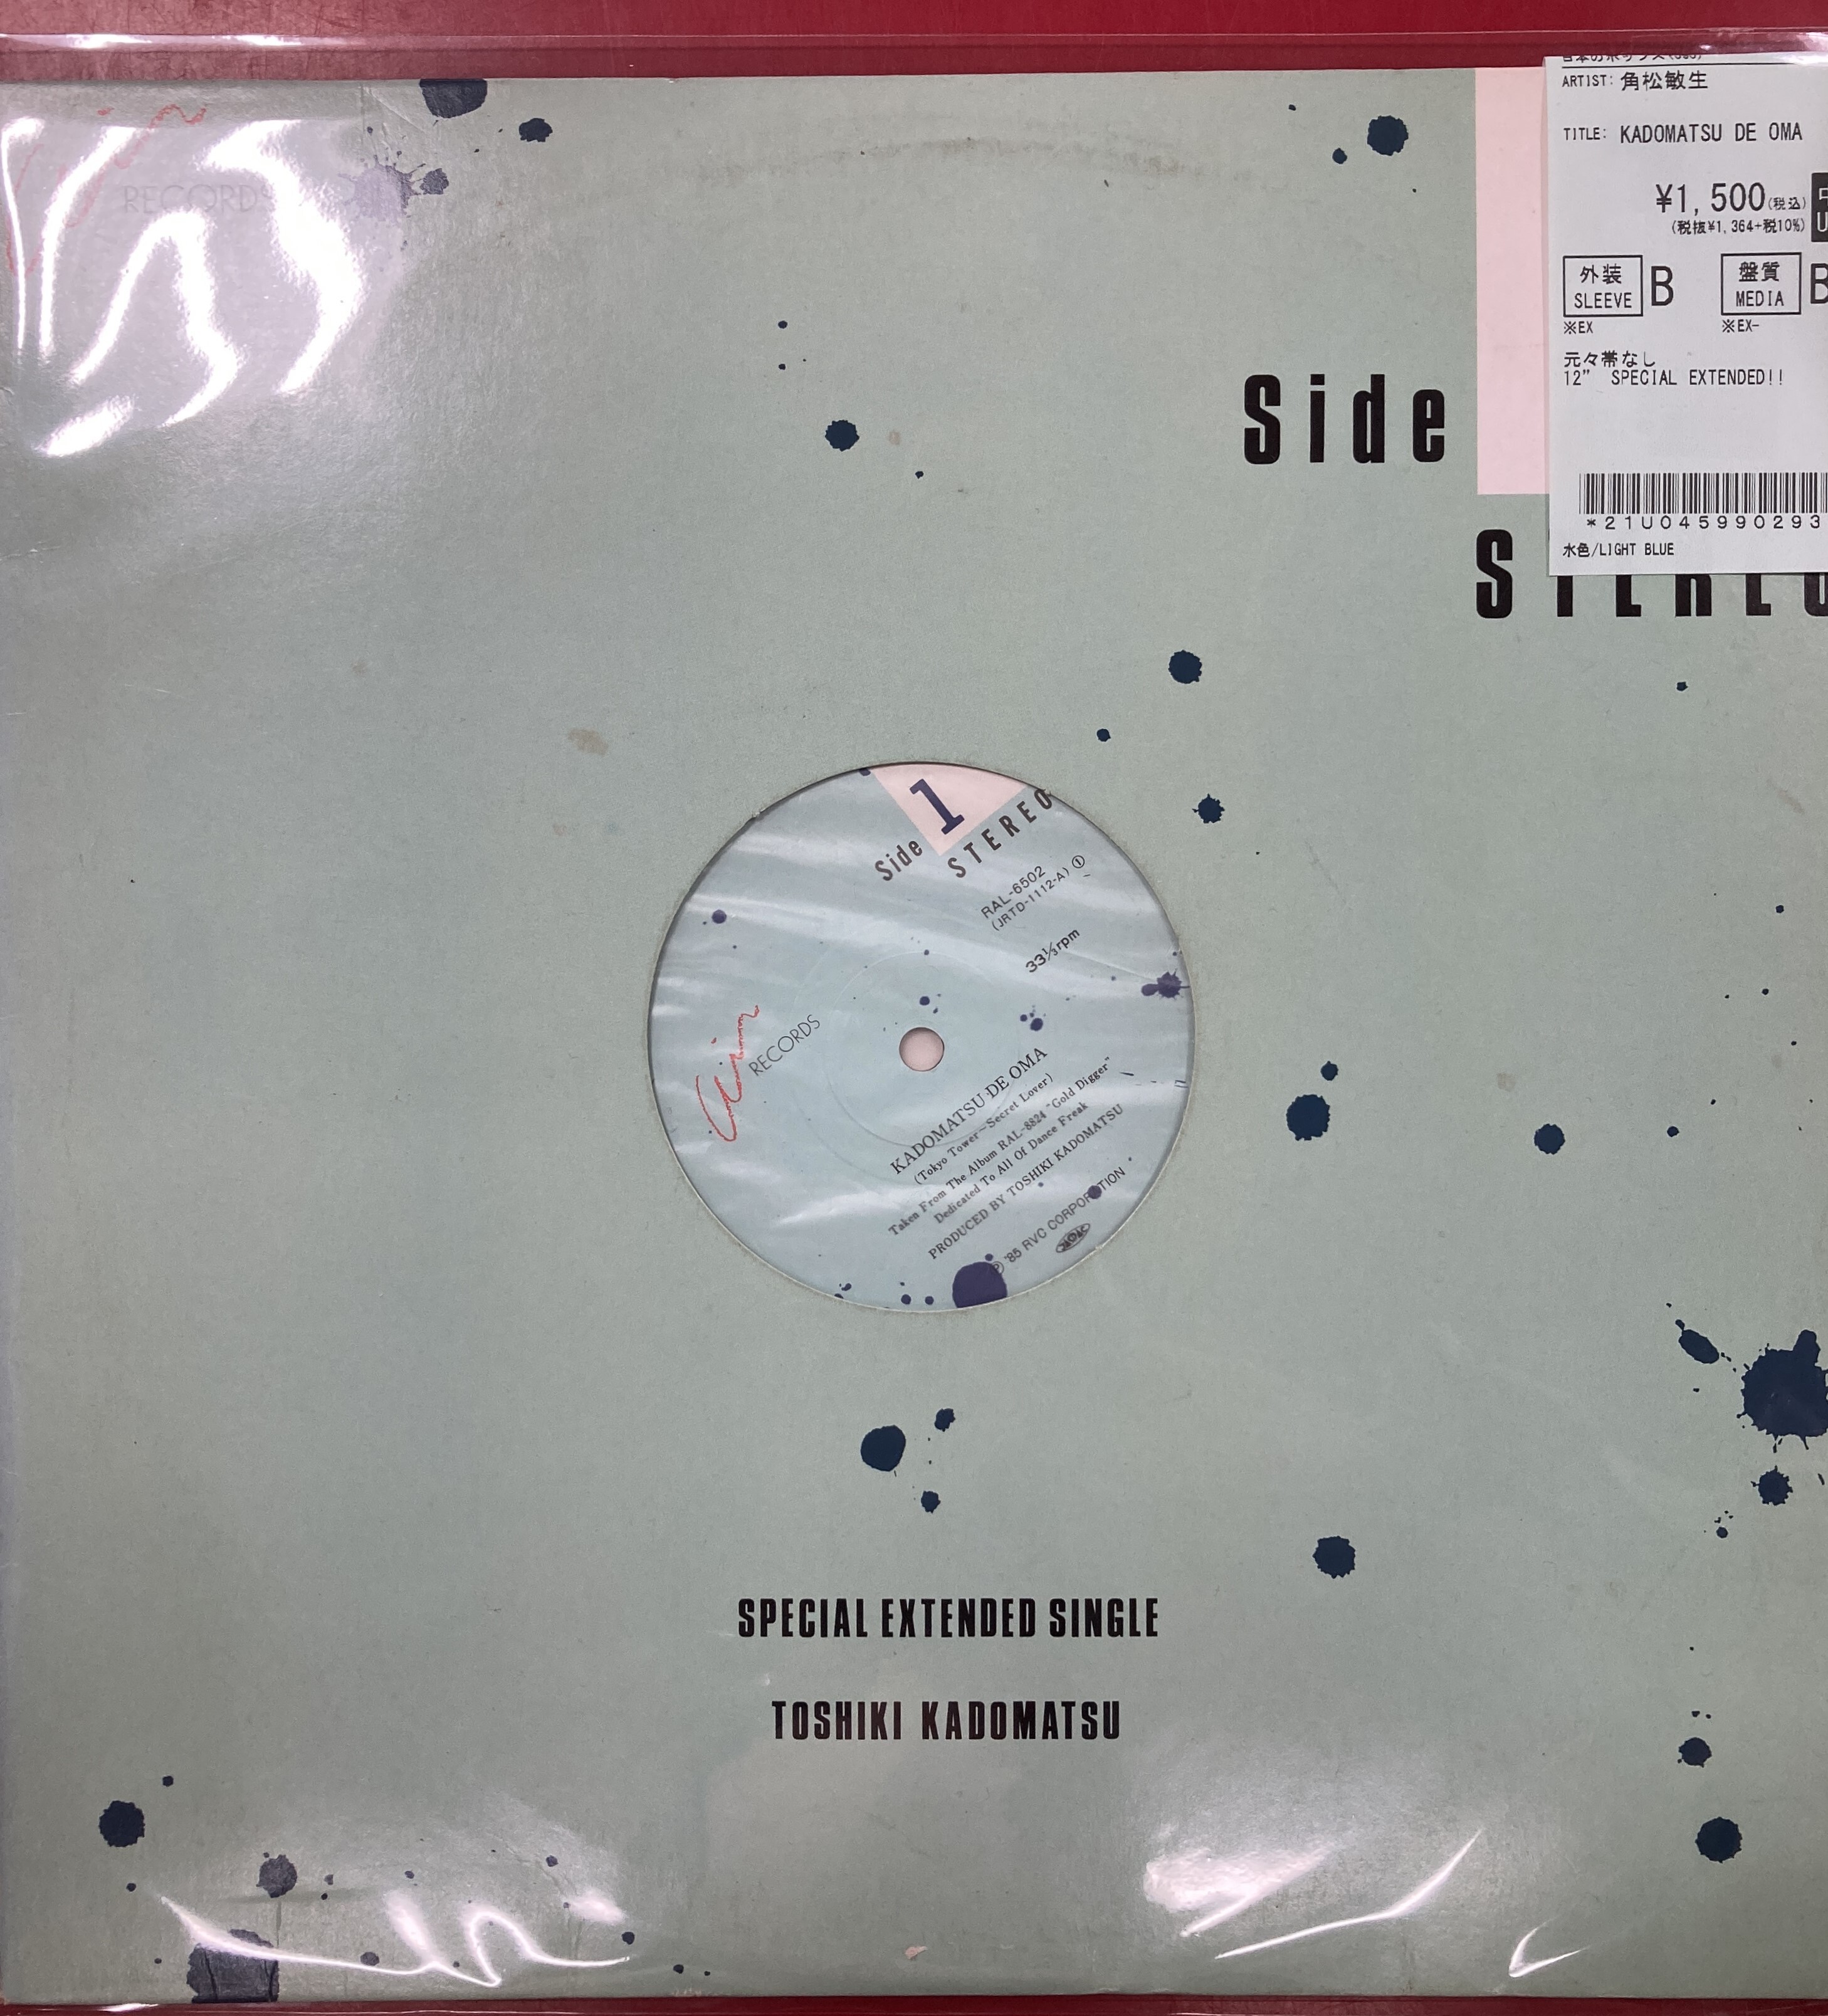 ARTIST: 角松敏生
TITLE: KADOMATSU DE OMA
¥1,500(税込)
(税抜¥1,364+税10%)
外装
SLEEVE
B
盤質
MEDIA
B
※EX
※EX-
元々帯なし
12" SPECIAL EXTENDED!!
*21U045990293
水色/LIGHT BLUE
RECORDS
Side
STEREO
Side 1
STEREO
RAL-6502
(JRTD-1112-A) ①
33⅓rpm
RECORDS
KADOMATSU DE OMA
(Tokyo Tower~Secret Lover)
Taken From The Album RAL-8824 "Gold Digger"
Dedicated To All Of Dance Freak
PRODUCED BY TOSHIKI KADOMATSU
Ⓟ '85 RVC CORPORATION
SPECIAL EXTENDED SINGLE
TOSHIKI KADOMATSU